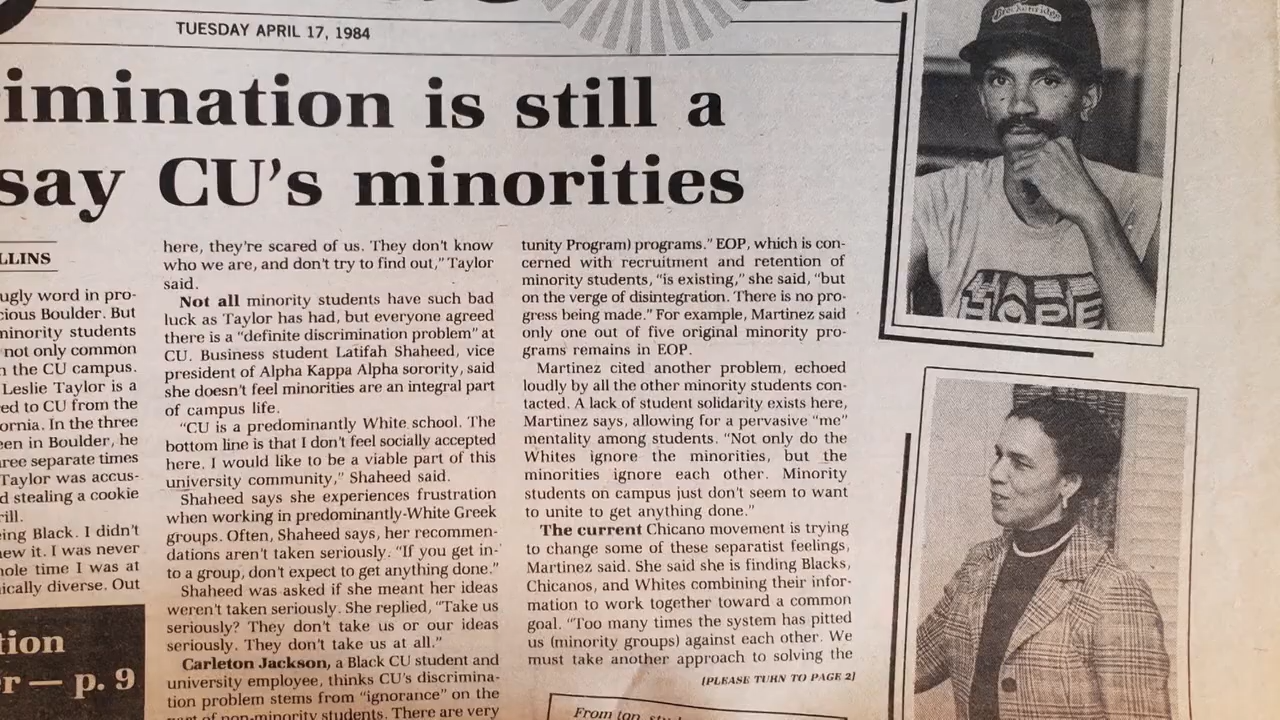 TUESDAY APRIL 17, 1984
imination is still a
say CU's minorities
LLINS
ugly word in pro-
cious Boulder. But
minority students
not only common
n the CU campus.
Leslie Taylor is a
ed to CU from the
ornia. In the three
een in Boulder, he
ree separate times
Taylor was accus-
d stealing a cookie
rill.
ing Black. I didn't
ew it. I was never
ole time I was at
ically diverse. Out
tion
r — p. 9
here, they're scared of us. They don't know
who we are, and don't try to find out," Taylor
said.
Not all minority students have such bad
luck as Taylor has had, but everyone agreed
there is a "definite discrimination problem" at
CU. Business student Latifah Shaheed, vice
president of Alpha Kappa Alpha sorority, said
she doesn't feel minorities are an integral part
of campus life.
"CU is a predominantly White school. The
bottom line is that I don't feel socially accepted
here. I would like to be a viable part of this
university community," Shaheed said.
Shaheed says she experiences frustration
when working in predominantly-White Greek
groups. Often, Shaheed says, her recommen-
dations aren't taken seriously. "If you get in-
to a group, don't expect to get anything done."
Shaheed was asked if she meant her ideas
weren't taken seriously. She replied, "Take us
seriously? They don't take us or our ideas
seriously. They don't take us at all."
Carleton Jackson, a Black CU student and
university employee, thinks CU's discrimina-
tion problem stems from "ignorance" on the
part of non-minority students. There are very
tunity Program) programs." EOP, which is con-
cerned with recruitment and retention of
minority students, "is existing," she said, "but
on the verge of disintegration. There is no pro-
gress being made." For example, Martinez said
only one out of five original minority pro-
grams remains in EOP.
Martinez cited another problem, echoed
loudly by all the other minority students con-
tacted. A lack of student solidarity exists here,
Martinez says, allowing for a pervasive "me"
mentality among students. "Not only do the
Whites ignore the minorities, but the
minorities ignore each other. Minority
students on campus just don't seem to want
to unite to get anything done."
The current Chicano movement is trying
to change some of these separatist feelings,
Martinez said. She said she is finding Blacks,
Chicanos, and Whites combining their infor-
mation to work together toward a common
goal. "Too many times the system has pitted
us (minority groups) against each other. We
must take another approach to solving the
[PLEASE TURN TO PAGE 2]
From top,
Breckenridge
HOPE